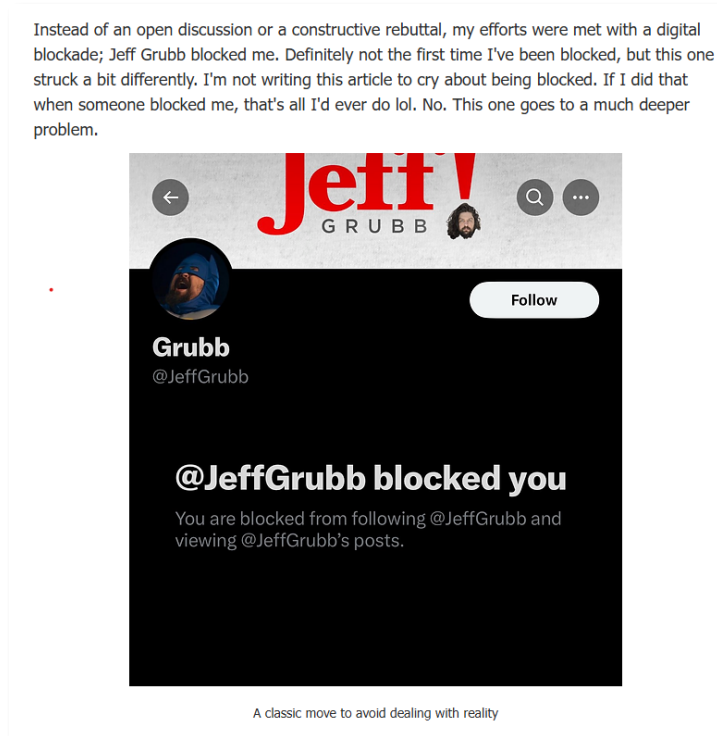 Instead of an open discussion or a constructive rebuttal, my efforts were met with a digital
blockade; Jeff Grubb blocked me. Definitely not the first time I've been blocked, but this one
struck a bit differently. I'm not writing this article to cry about being blocked. If I did that
when someone blocked me, that's all I'd ever do lol. No. This one goes to a much deeper
problem.
Jeff!
GRUBB
Follow
Grubb
@JeffGrubb
@JeffGrubb blocked you
You are blocked from following @JeffGrubb and
viewing @JeffGrubb’s posts.
A classic move to avoid dealing with reality